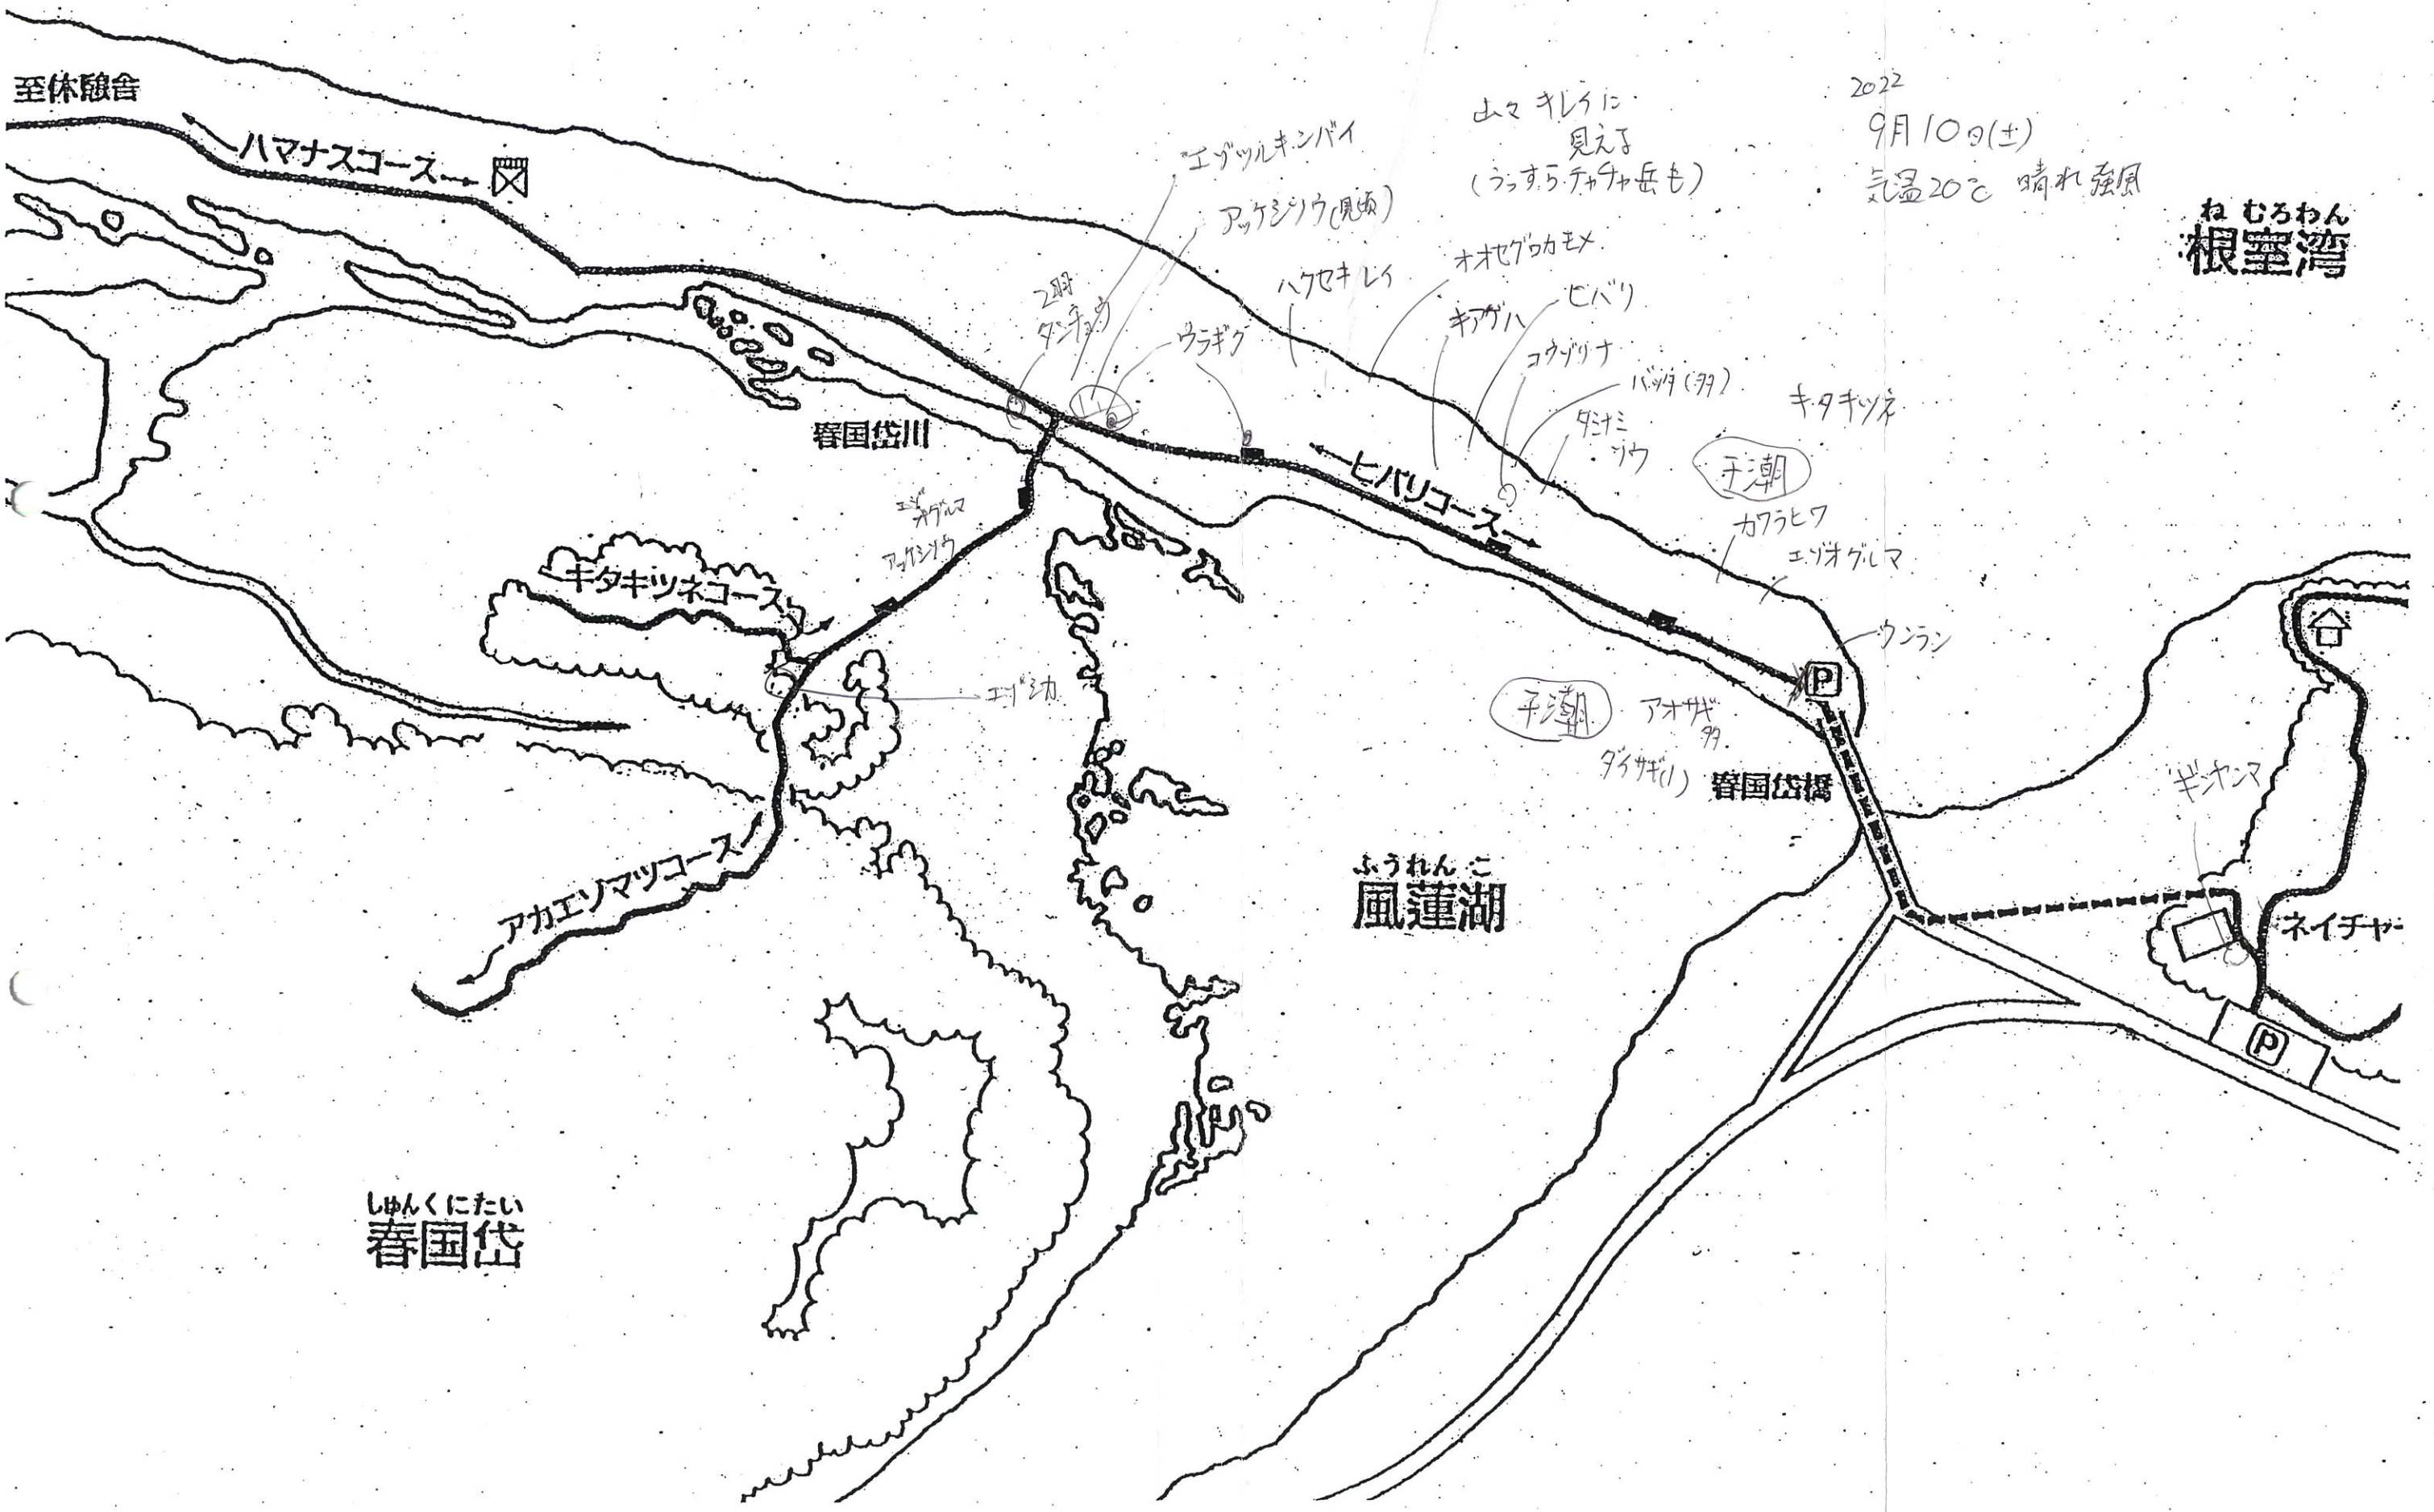 至休憩舎
ハマナスコース
エゾツルキンバイ
アッケシソウ(見頃)
山々キレイに
見えよ
(うっすらチャチャ岳も)
2022
9月10日(土)
気温20℃ 晴れ 強風
ねむろわん
根室湾
2羽
タンチョウ
ウラギク
ハクセキレイ
オオセグロカモメ
キアゲハ
ヒバリ
コウゾリナ
バッタ(多)
キタキツネ
干潮
カワラヒワ
エゾオグルマ
ウンラン
ヒバリコース
春国岱川
エゾ
オグルマ
アッケシソウ
キタキツネコース
エゾシカ
P
干潮
アオサギ
多
ダイサギ(1)
春国岱橋
ギンヤンマ
アカエゾマツコース
ふうれんこ
風蓮湖
ネイチャー
P
しゅんくにたい
春国岱